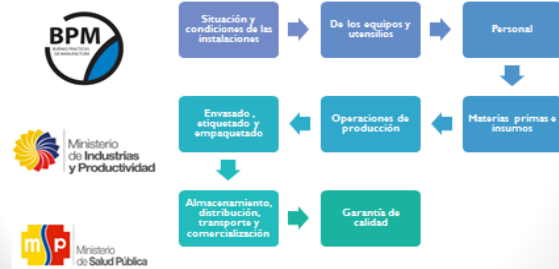 BPM
BUENAS PRÁCTICAS
DE MANUFACTURA
Situación y
condiciones de las
instalaciones
De los equipos y
utensilios
Personal
Materias primas e
insumos
Operaciones de
producción
Envasado ,
etiquetado y
empaquetado
Almacenamiento,
distribución,
transporte y
comercialización
Garantía de
calidad
Ministerio
de Industrias
y Productividad
msp
Ministerio
de Salud Pública